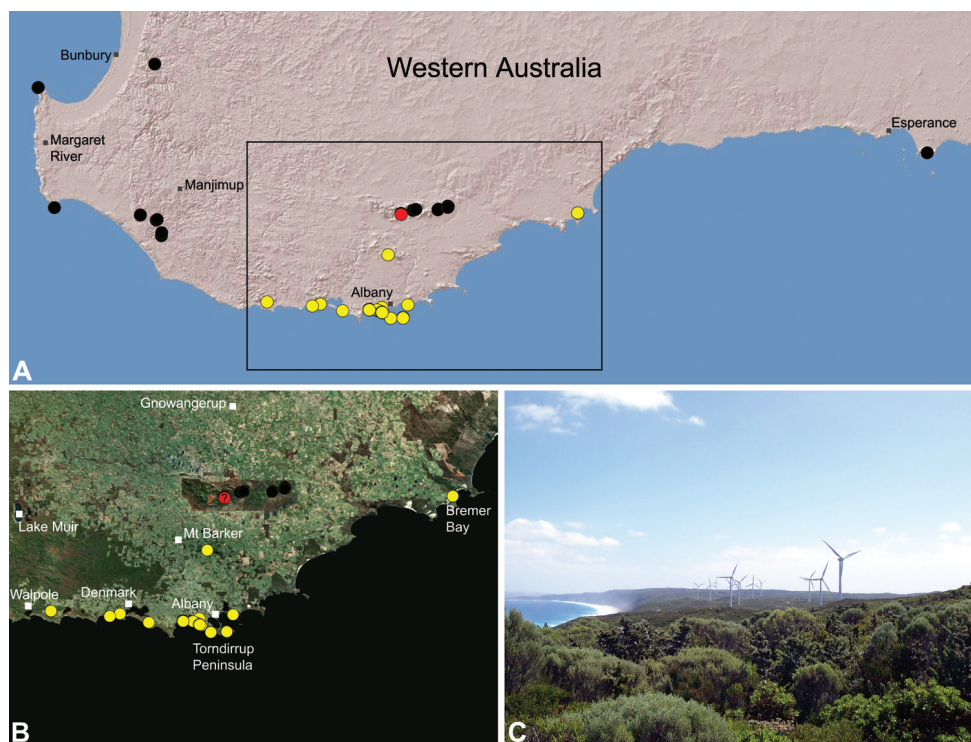 Bunbury
Western Australia
Esperance
Margaret
River
Manjimup
Albany
A
Gnowangerup
?
Lake Muir
Mt Barker
Bremer
Bay
Walpole
Denmark
Albany
Torndirrup
Peninsula
B
C